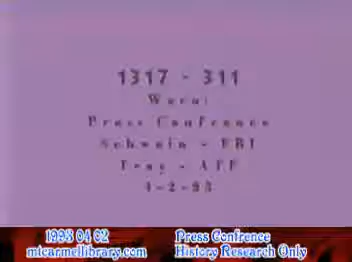 1317 - 311
Waco:
Press Conference
Schwein - FBI
Troy - ATF
4-2-93
1993 04 02 Press Confrence
mtcarmellibrary.com History Research Only